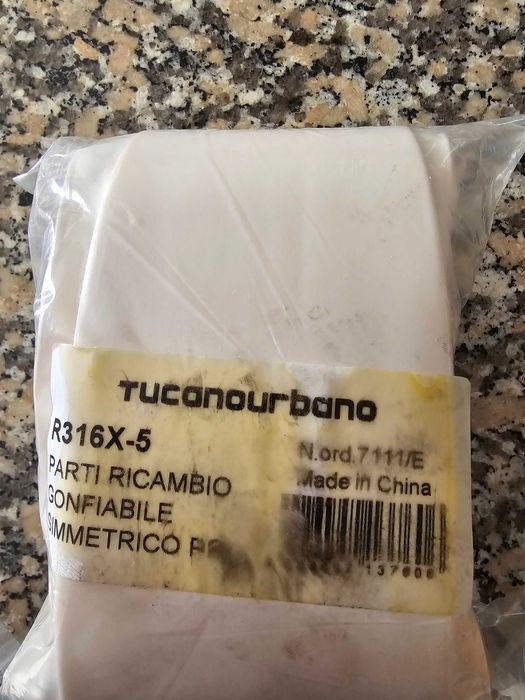 Tucanourbano
R316X-5
N.ord.7111/E
PARTI RICAMBIO
Made in China
GONFIABILE
SIMMETRICO